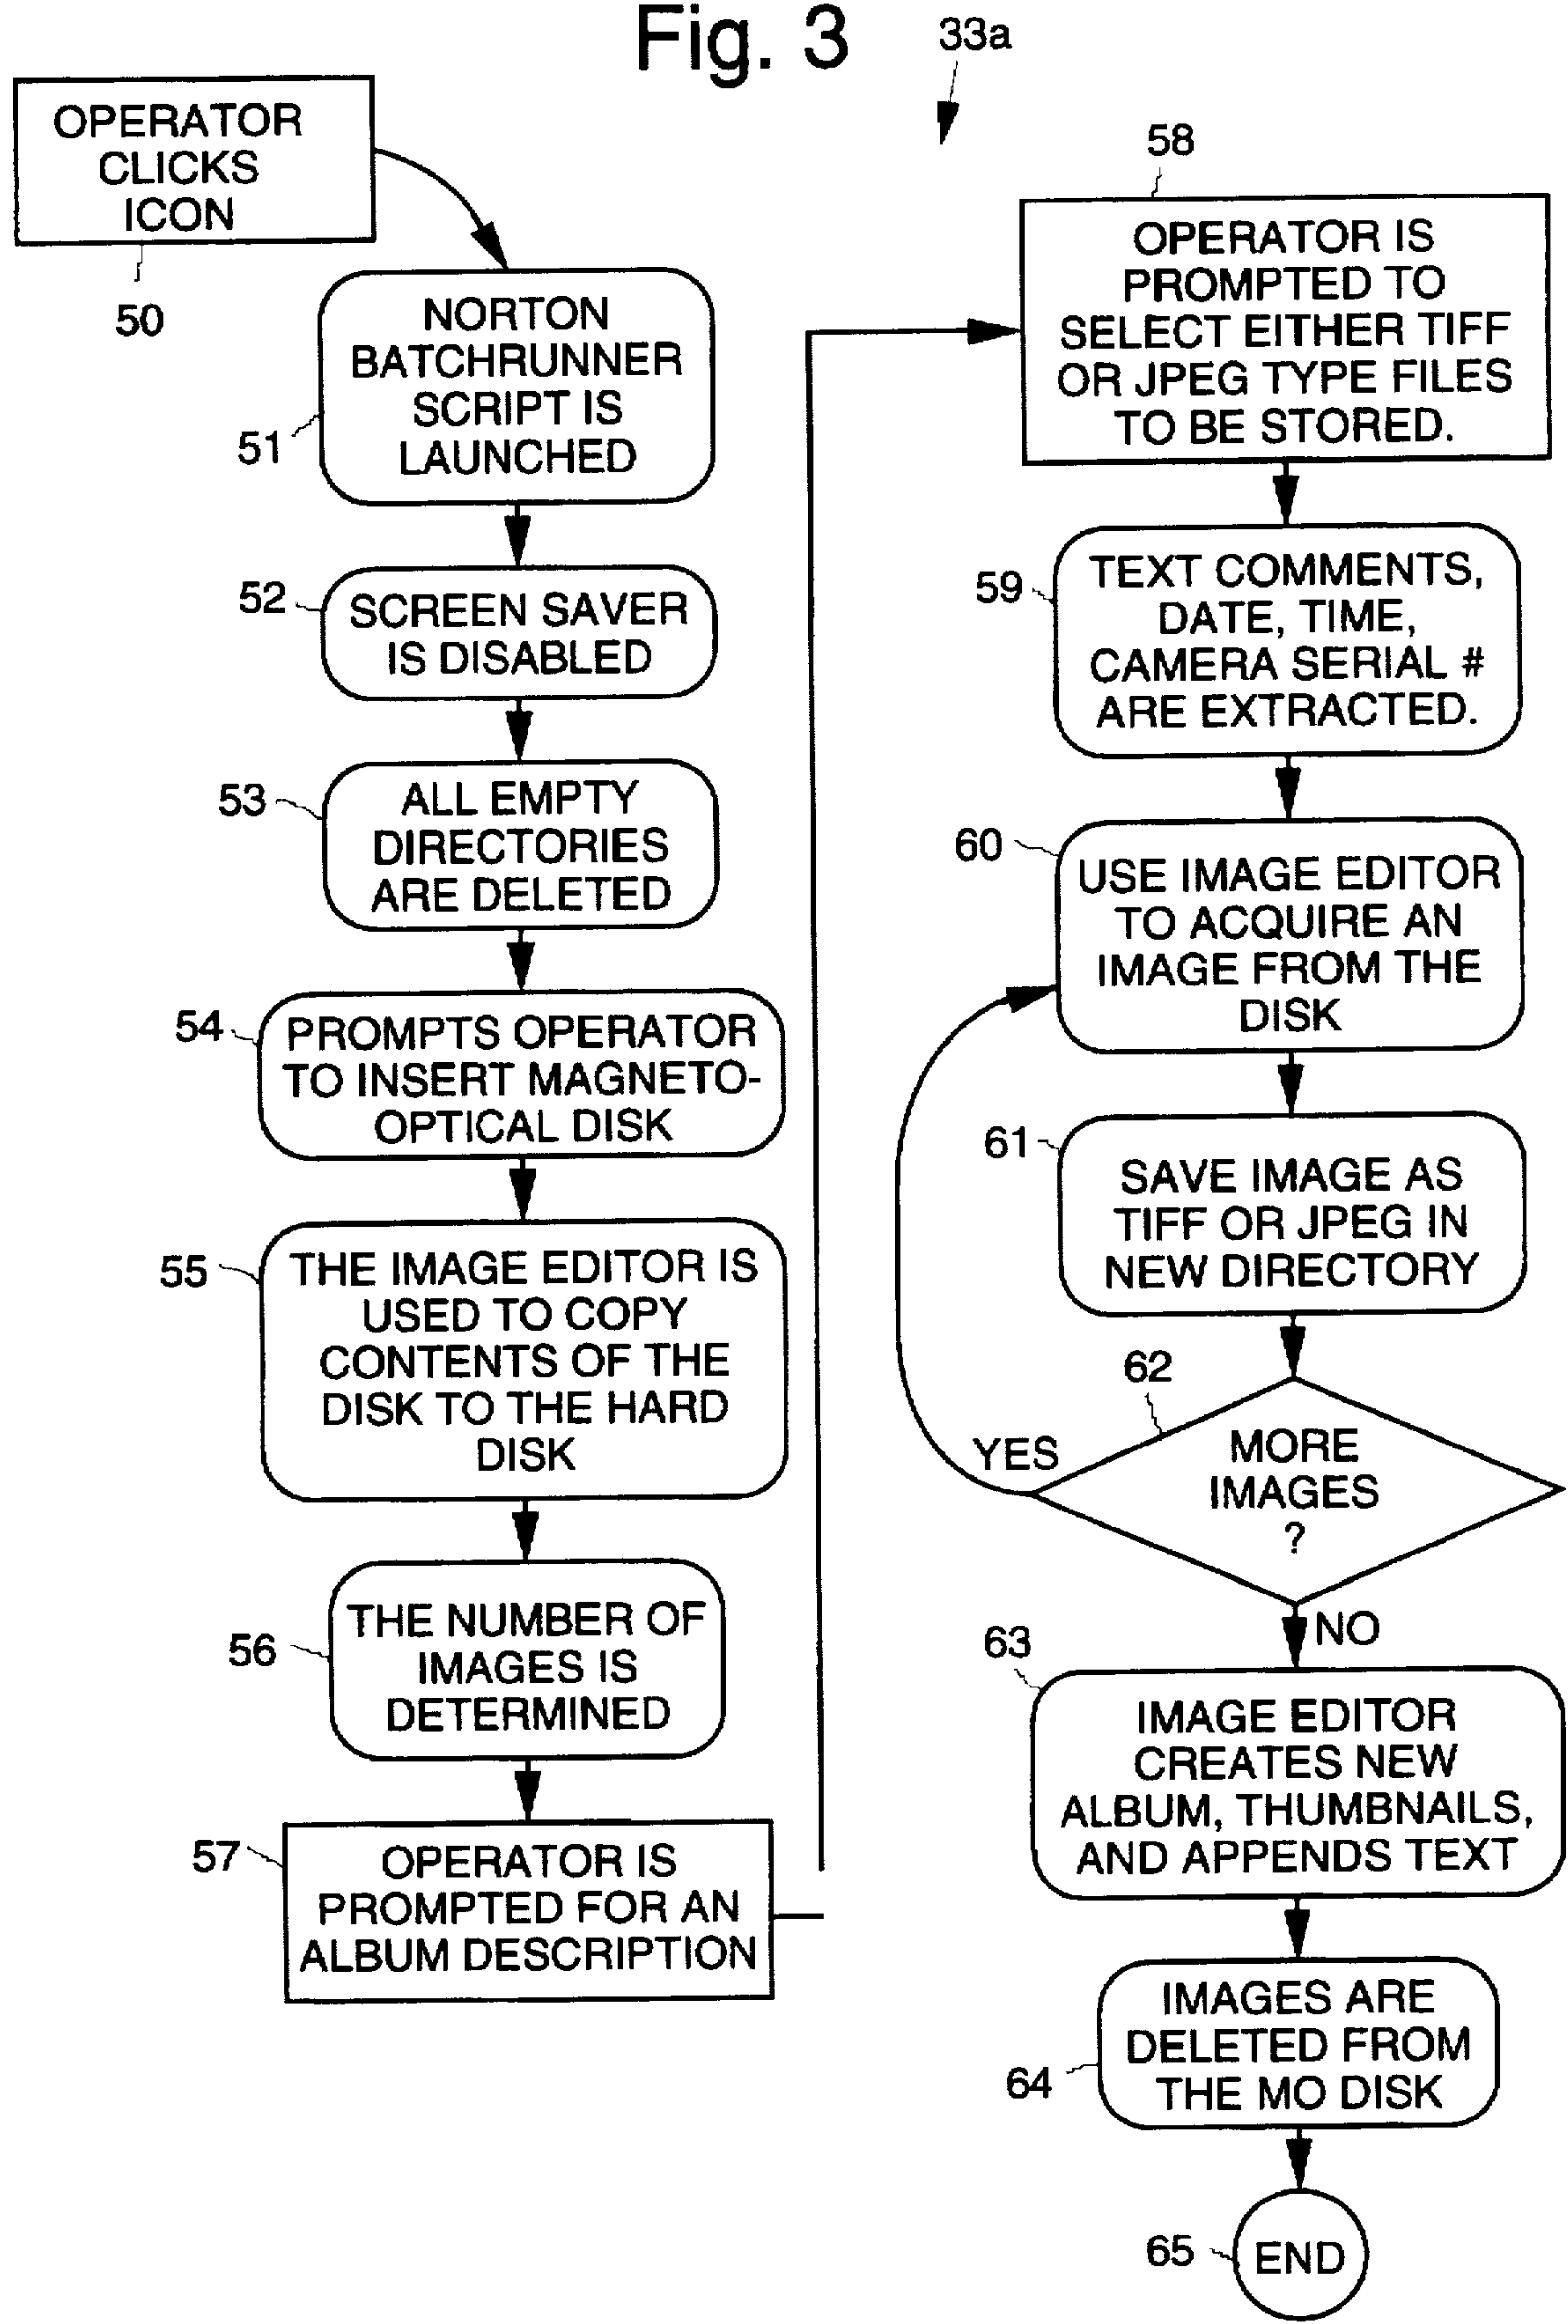 Fig. 3
33a
OPERATOR
CLICKS
ICON
50
NORTON
BATCHRUNNER
SCRIPT IS
LAUNCHED
51
52
SCREEN SAVER
IS DISABLED
53
ALL EMPTY
DIRECTORIES
ARE DELETED
54
PROMPTS OPERATOR
TO INSERT MAGNETO-
OPTICAL DISK
55
THE IMAGE EDITOR IS
USED TO COPY
CONTENTS OF THE
DISK TO THE HARD
DISK
56
THE NUMBER OF
IMAGES IS
DETERMINED
57
OPERATOR IS
PROMPTED FOR AN
ALBUM DESCRIPTION
58
OPERATOR IS
PROMPTED TO
SELECT EITHER TIFF
OR JPEG TYPE FILES
TO BE STORED.
59
TEXT COMMENTS,
DATE, TIME,
CAMERA SERIAL #
ARE EXTRACTED.
60
USE IMAGE EDITOR
TO ACQUIRE AN
IMAGE FROM THE
DISK
61
SAVE IMAGE AS
TIFF OR JPEG IN
NEW DIRECTORY
62
YES
MORE
IMAGES
?
NO
63
IMAGE EDITOR
CREATES NEW
ALBUM, THUMBNAILS,
AND APPENDS TEXT
64
IMAGES ARE
DELETED FROM
THE MO DISK
65
END